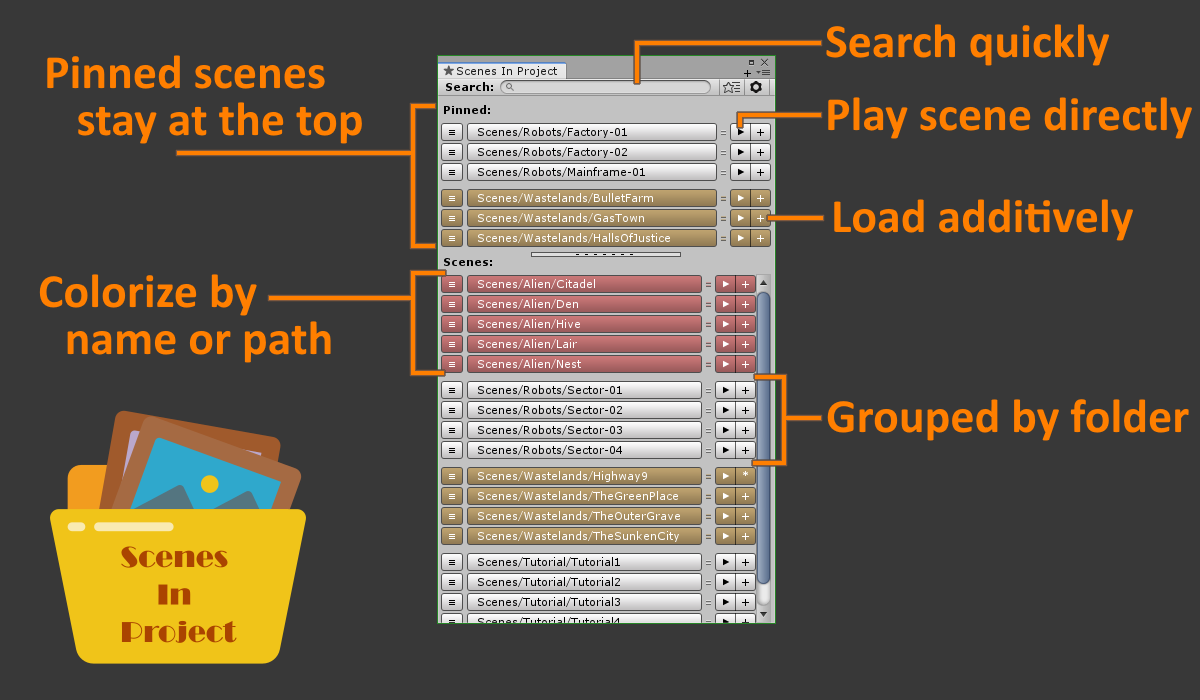 Search quickly
Pinned scenes
stay at the top
Scenes In Project
Search:
Pinned:
Scenes/Robots/Factory-01
Scenes/Robots/Factory-02
Scenes/Robots/Mainframe-01
Play scene directly
Scenes/Wastelands/BulletFarm
Scenes/Wastelands/GasTown
Scenes/Wastelands/HallsOfJustice
Load additively
Scenes:
Colorize by
name or path
Scenes/Alien/Citadel
Scenes/Alien/Den
Scenes/Alien/Hive
Scenes/Alien/Lair
Scenes/Alien/Nest
Scenes/Robots/Sector-01
Scenes/Robots/Sector-02
Scenes/Robots/Sector-03
Scenes/Robots/Sector-04
Grouped by folder
Scenes/Wastelands/Highway9
Scenes/Wastelands/TheGreenPlace
Scenes/Wastelands/TheOuterGrave
Scenes/Wastelands/TheSunkenCity
Scenes/Tutorial/Tutorial1
Scenes/Tutorial/Tutorial2
Scenes/Tutorial/Tutorial3
Scenes/Tutorial/Tutorial4
Scenes
In
Project